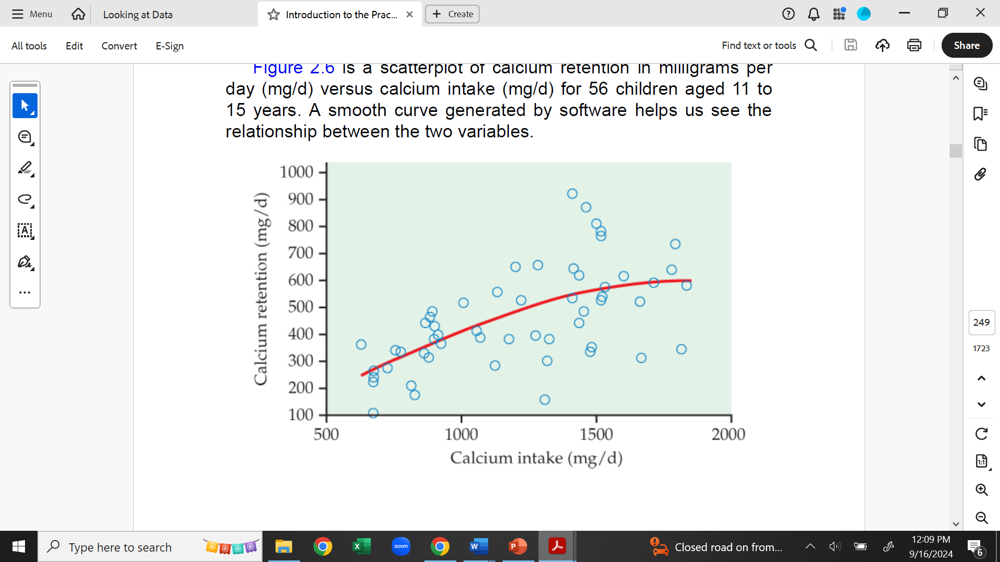 Menu
Looking at Data
Introduction to the Prac...
Create
All tools
Edit
Convert
E-Sign
Find text or tools
Share
Figure 2.6 is a scatterplot of calcium retention in milligrams per
day (mg/d) versus calcium intake (mg/d) for 56 children aged 11 to
15 years. A smooth curve generated by software helps us see the
relationship between the two variables.
Calcium retention (mg/d)
1000
900
800
700
600
500
400
300
200
100
500 1000 1500 2000
Calcium intake (mg/d)
249
1723
1:1
Type here to search
zoom
Closed road on from...
12:09 PM
9/16/2024
6